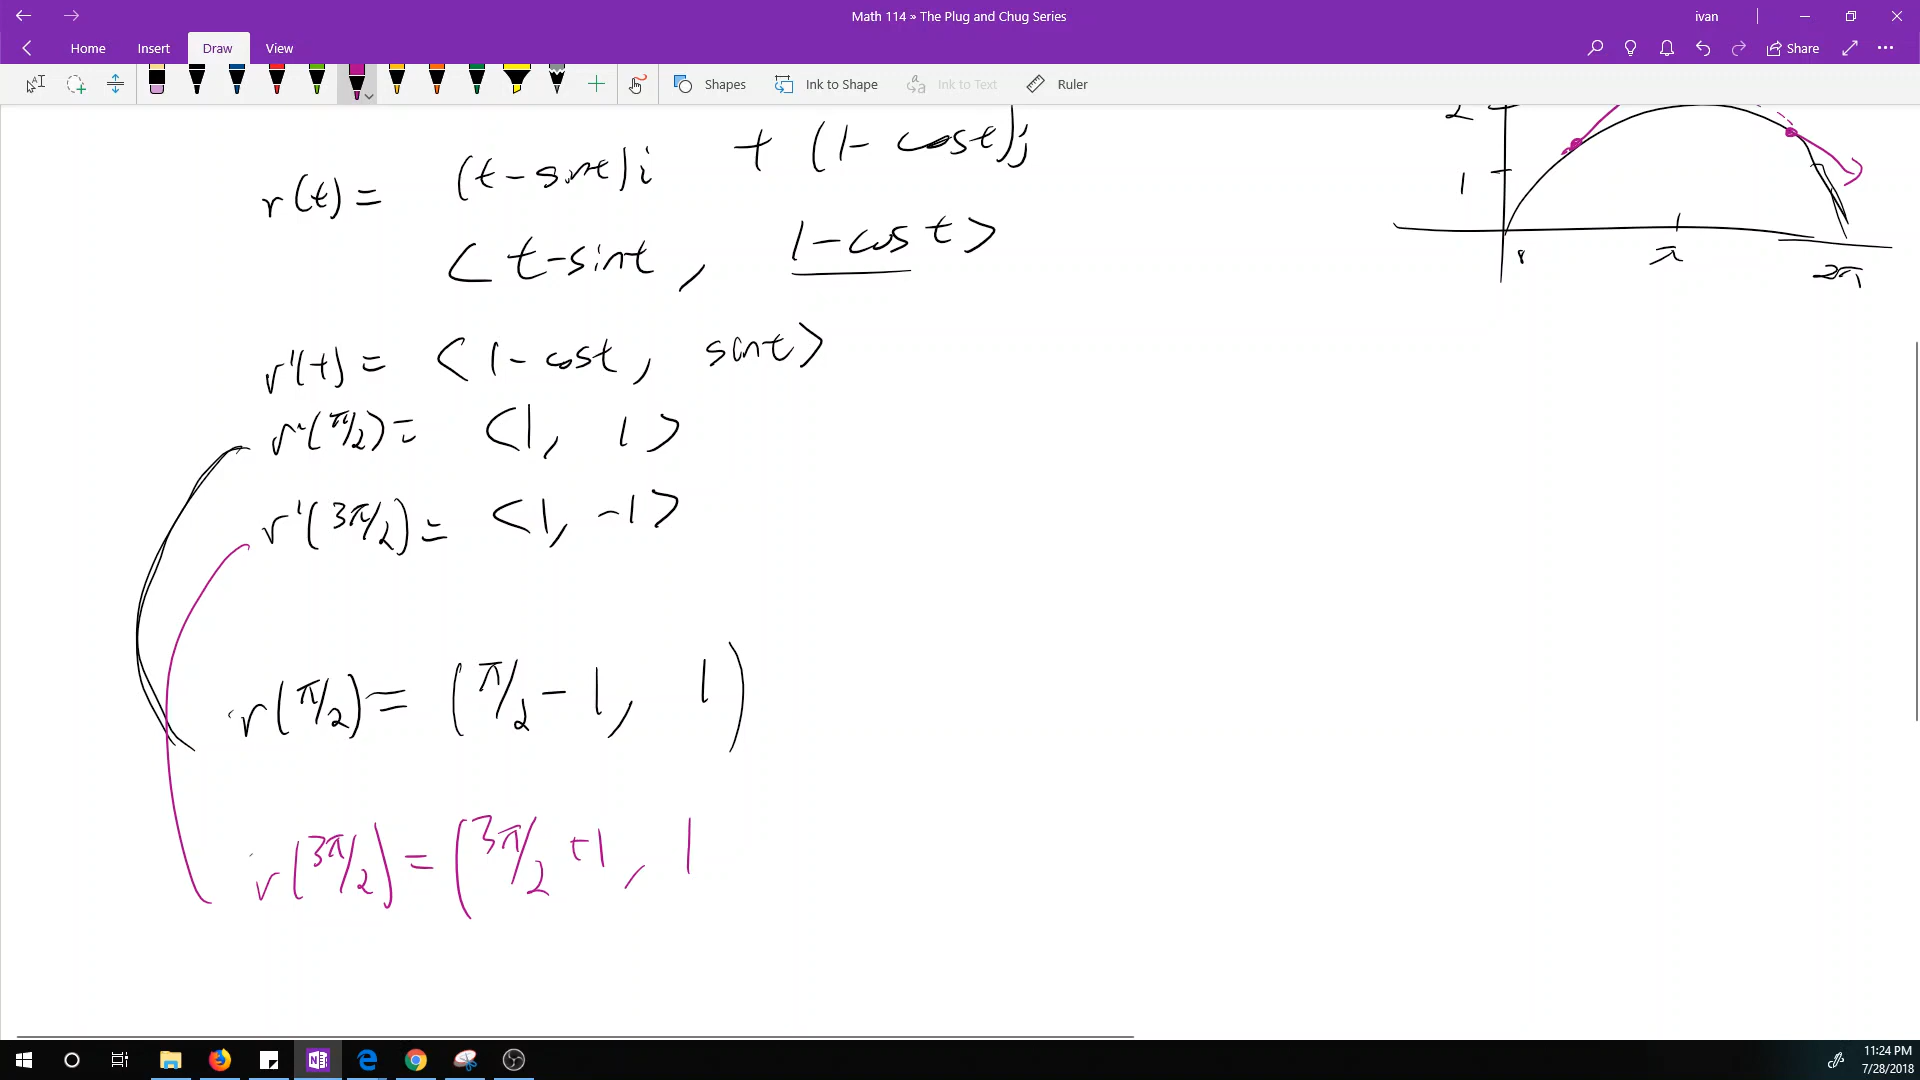 Math 114 » The Plug and Chug Series
ivan
Home Insert Draw View
Share
Shapes Ink to Shape Ink to Text Ruler
r(t) = (t - sint)i + (1 - cost)j
< t-sint, 1-cost >
r'(t) = < 1 - cost, sint >
r'(π/2) = < 1, 1 >
r'(3π/2) = < 1, -1 >
r(π/2) = (π/2 - 1, 1)
r(3π/2) = (3π/2 +1, 1
2
1
π
2π
11:24 PM
7/28/2018